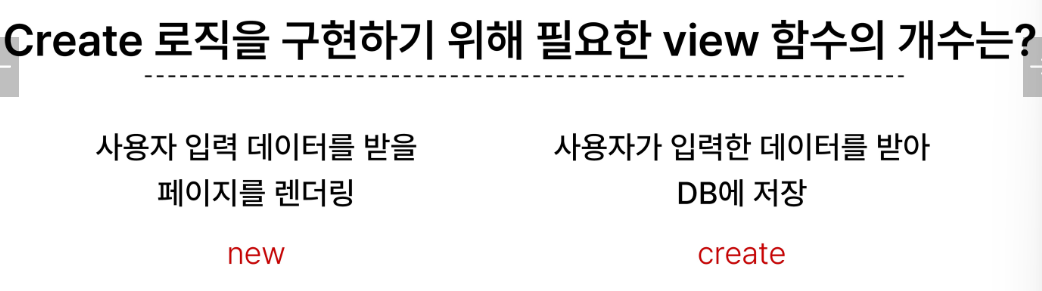 Create 로직을 구현하기 위해 필요한 view 함수의 개수는?
사용자 입력 데이터를 받을
페이지를 렌더링
new
사용자가 입력한 데이터를 받아
DB에 저장
create